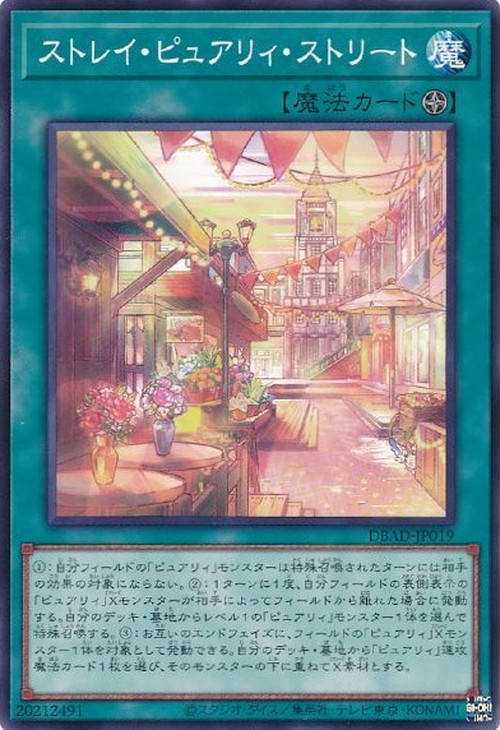 ストレイ・ピュアリィ・ストリート
魔
【魔法カード】
DBAD-JP019
①：自分フィールドの「ピュアリィ」モンスターは特殊召喚されたターンには相手
の効果の対象にならない。②：１ターンに１度、自分フィールドの表側表示の
「ピュアリィ」Xモンスターが相手によってフィールドから離れた場合に発動
する。自分のデッキ・墓地からレベル１の「ピュアリィ」モンスター１体を選んで
特殊召喚する。③：お互いのエンドフェイズに、フィールドの「ピュアリィ」Xモ
ンスター１体を対象として発動できる。自分のデッキ・墓地から「ピュアリィ」速攻
魔法カード１枚を選び、そのモンスターの下に重ねてX素材とする。
20212491
©スタジオ・ダイス／集英社・テレビ東京・KONAMI